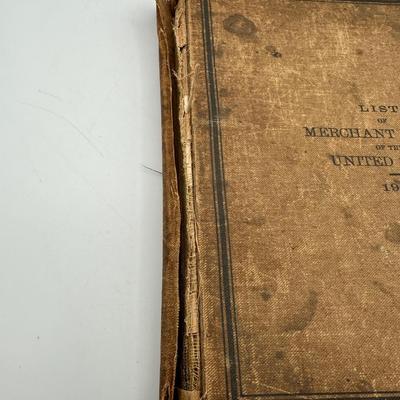 LIST
OF
MERCHANT
OF THE
UNITED
19